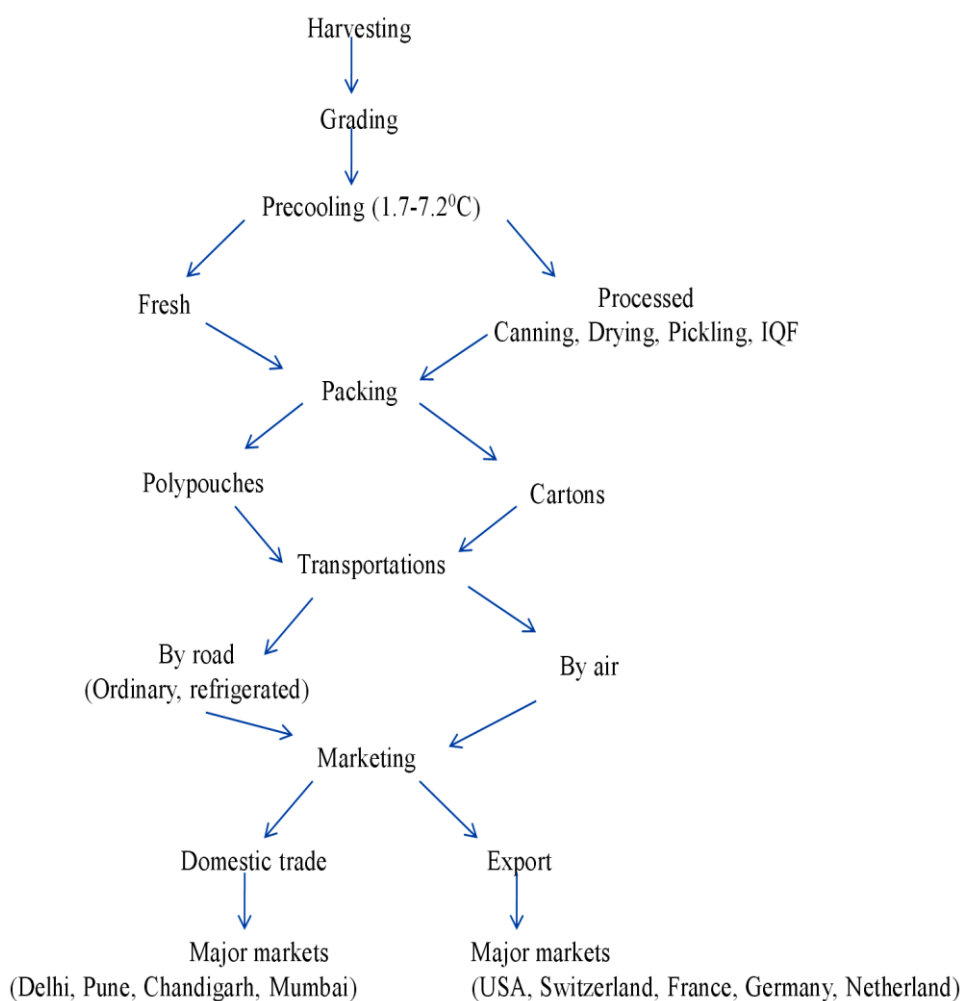 Harvesting
Grading
Precooling (1.7-7.2⁰C)
Fresh
Processed
Canning, Drying, Pickling, IQF
Packing
Polypouches
Cartons
Transportations
By road
(Ordinary, refrigerated)
By air
Marketing
Domestic trade
Export
Major markets
(Delhi, Pune, Chandigarh, Mumbai)
Major markets
(USA, Switzerland, France, Germany, Netherland)